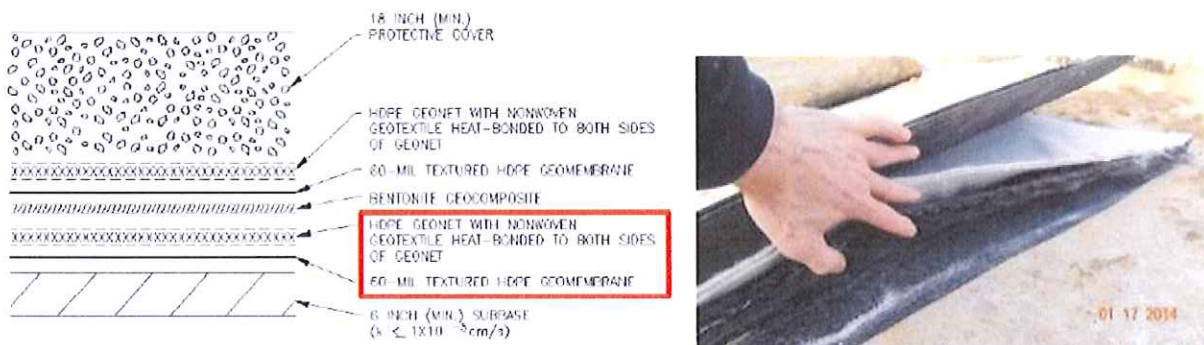 18 INCH (MIN.)
PROTECTIVE COVER
HDPE GEONET WITH NONWOVEN
GEOTEXTILE HEAT-BONDED TO BOTH SIDES
OF GEONET
60-MIL TEXTURED HDPE GEOMEMBRANE
BENTONITE GEOCOMPOSITE
HDPE GEONET WITH NONWOVEN
GEOTEXTILE HEAT-BONDED TO BOTH SIDES
OF GEONET
60-MIL TEXTURED HDPE GEOMEMBRANE
6 INCH (MIN.) SUBBASE
(k ≤ 1X10⁻⁵cm/s)
01 17 2014